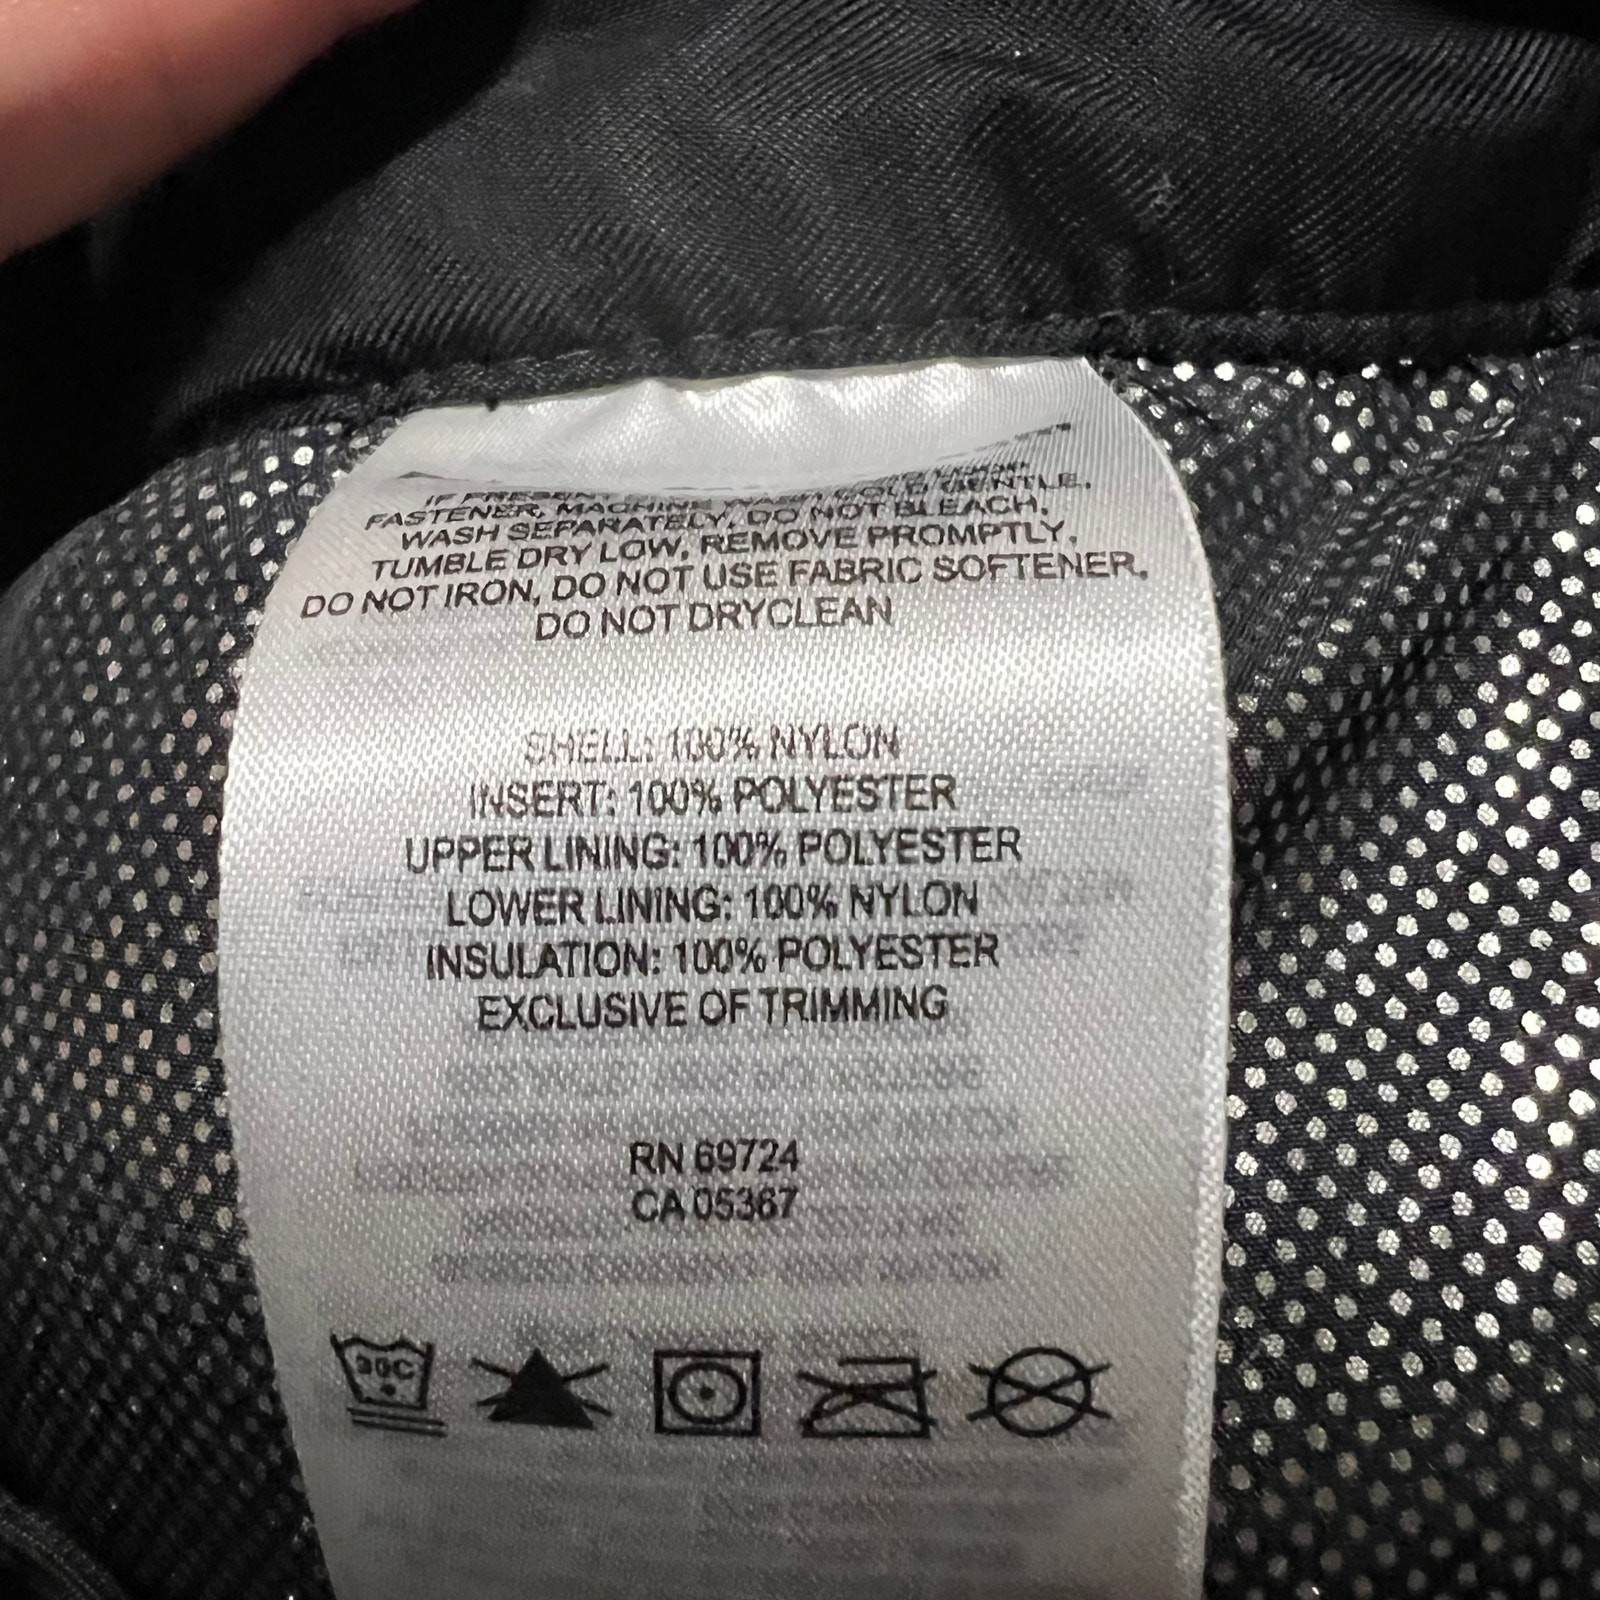 IF PRESENT
FASTENER, MACHINE WASH COLD GENTLE,
WASH SEPARATELY, DO NOT BLEACH,
TUMBLE DRY LOW, REMOVE PROMPTLY,
DO NOT IRON, DO NOT USE FABRIC SOFTENER,
DO NOT DRYCLEAN
SHELL: 100% NYLON
INSERT: 100% POLYESTER
UPPER LINING: 100% POLYESTER
LOWER LINING: 100% NYLON
INSULATION: 100% POLYESTER
EXCLUSIVE OF TRIMMING
RN 69724
CA 05367
30C